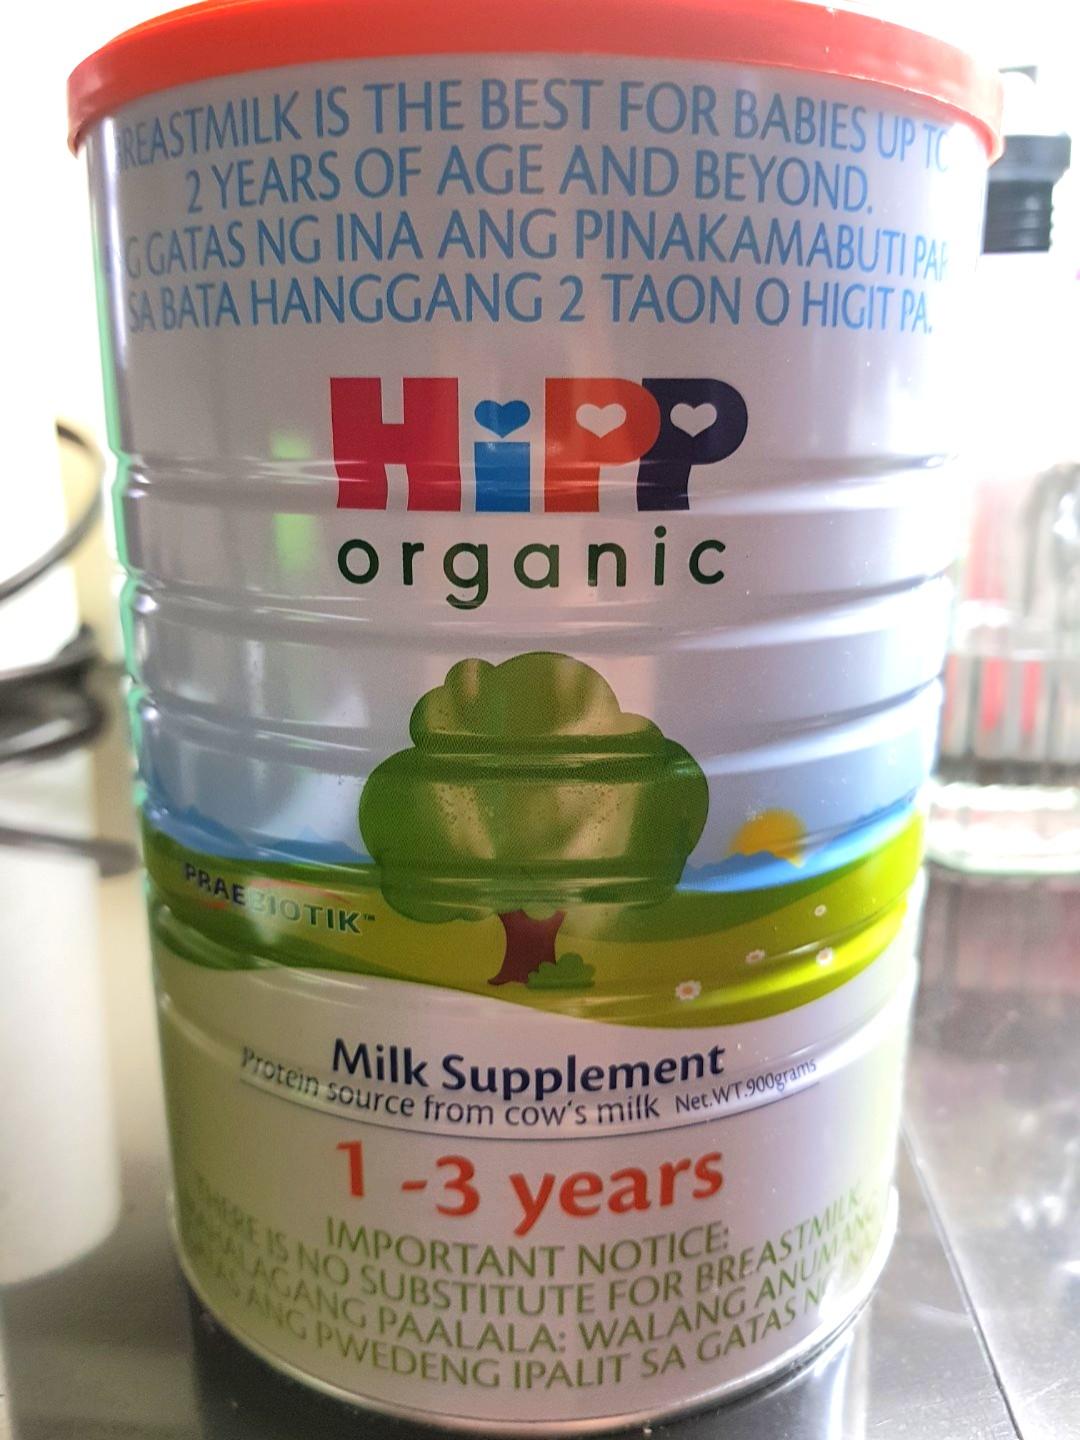 BREASTMILK IS THE BEST FOR BABIES UP TO
2 YEARS OF AGE AND BEYOND.
G GATAS NG INA ANG PINAKAMABUTI PAR
SA BATA HANGGANG 2 TAON O HIGIT PA.
HiPP
organic
PRAEBIOTIK™
Milk Supplement
Protein source from cow's milk Net.WT.900grams
1-3 years
IMPORTANT NOTICE:
THERE IS NO SUBSTITUTE FOR BREASTMILK.
PAALALA: WALANG ANUMANG
ANG PWEDENG IPALIT SA GATAS NG